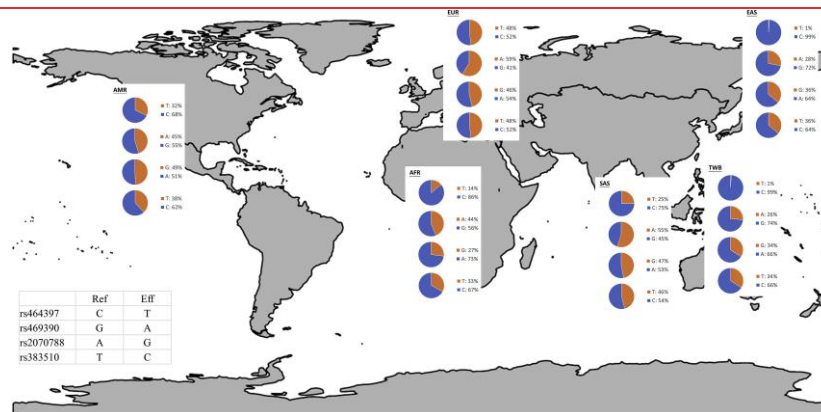 EUR
T: 48%
C: 52%
A: 59%
G: 41%
G: 46%
A: 54%
T: 48%
C: 52%
EAS
T: 1%
C: 99%
A: 28%
G: 72%
G: 36%
A: 64%
T: 36%
C: 64%
AMR
T: 32%
C: 68%
A: 45%
G: 55%
G: 49%
A: 51%
T: 38%
C: 62%
AFR
T: 14%
C: 86%
A: 44%
G: 56%
G: 27%
A: 73%
T: 33%
C: 67%
SAS
T: 25%
C: 75%
A: 55%
G: 45%
G: 47%
A: 53%
T: 46%
C: 54%
TWB
T: 1%
C: 99%
A: 26%
G: 74%
G: 34%
A: 66%
T: 34%
C: 66%
Ref Eff
rs464397 C T
rs469390 G A
rs2070788 A G
rs383510 T C